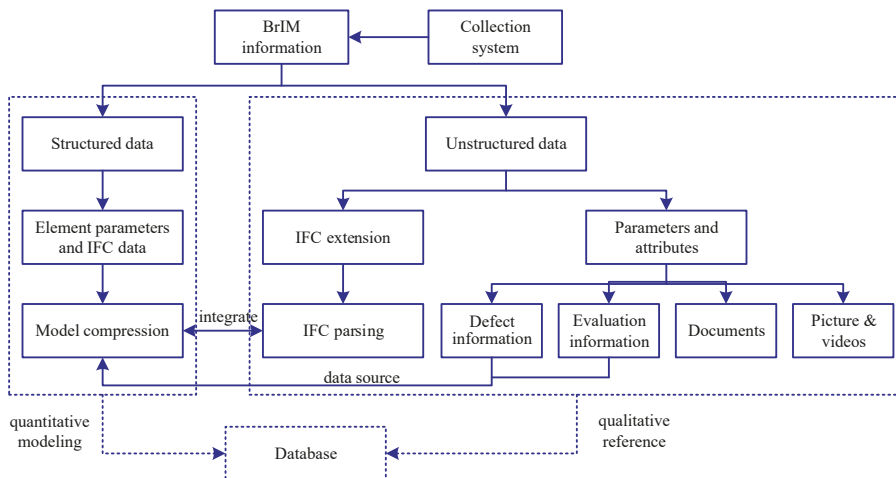 BrIM
information
Collection
system
Structured data
Unstructured data
Element parameters
and IFC data
IFC extension
Parameters and
attributes
Model compression
integrate
IFC parsing
Defect
information
Evaluation
information
Documents
Picture &
videos
data source
quantitative
modeling
qualitative
reference
Database